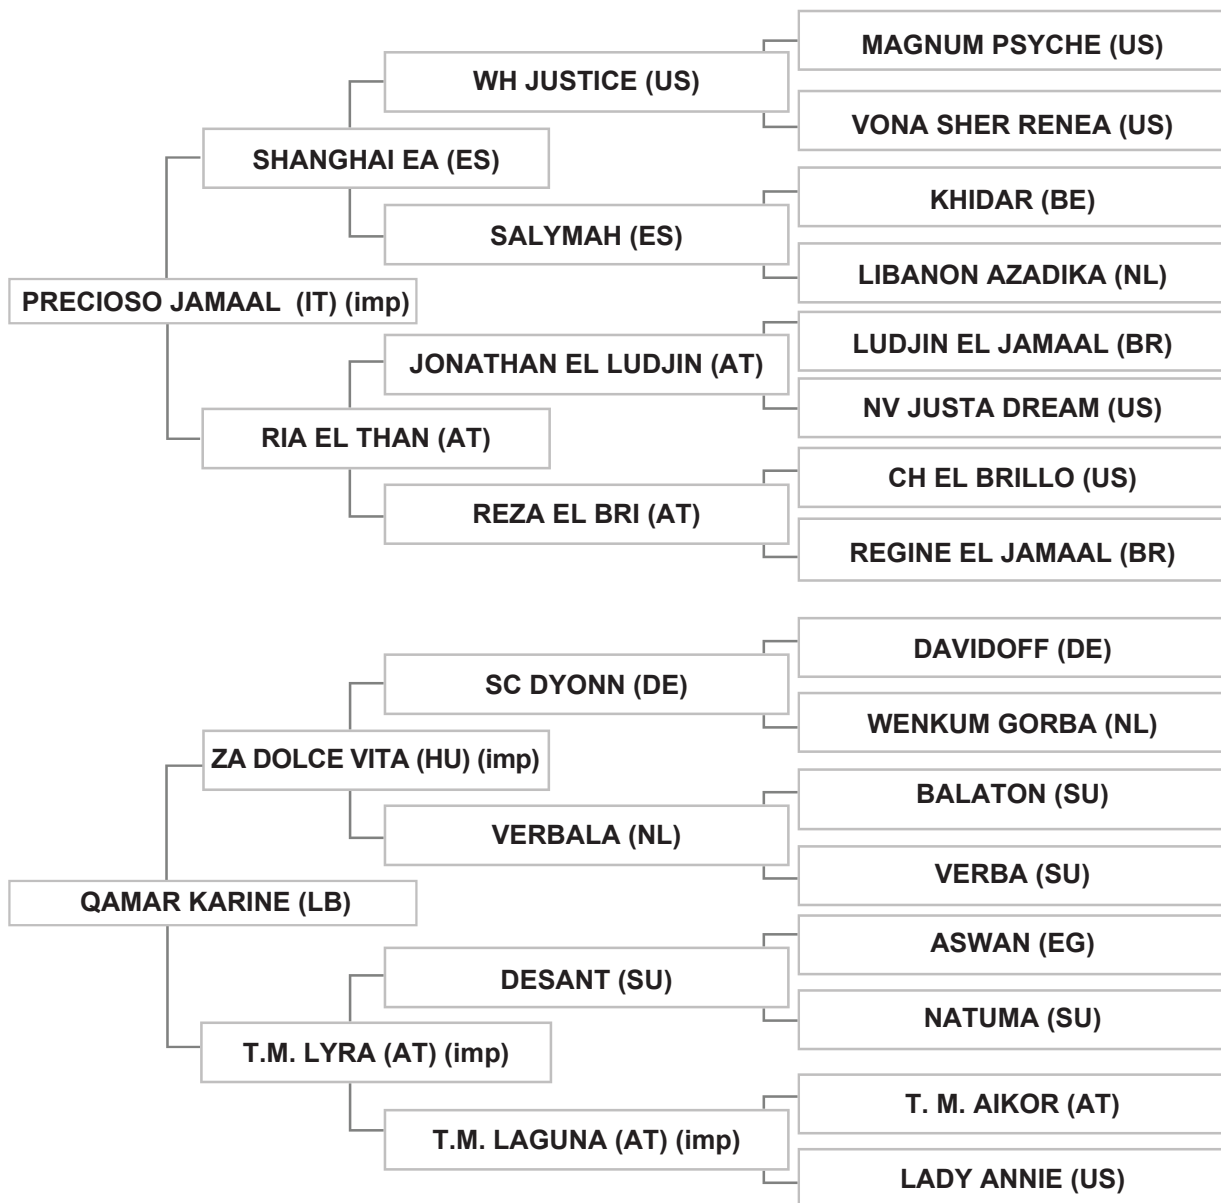 MAGNUM PSYCHE (US)
WH JUSTICE (US)
VONA SHER RENEA (US)
SHANGHAI EA (ES)
KHIDAR (BE)
SALYMAH (ES)
LIBANON AZADIKA (NL)
PRECIOSO JAMAAL  (IT) (imp)
LUDJIN EL JAMAAL (BR)
JONATHAN EL LUDJIN (AT)
NV JUSTA DREAM (US)
RIA EL THAN (AT)
CH EL BRILLO (US)
REZA EL BRI (AT)
REGINE EL JAMAAL (BR)
DAVIDOFF (DE)
SC DYONN (DE)
WENKUM GORBA (NL)
ZA DOLCE VITA (HU) (imp)
BALATON (SU)
VERBALA (NL)
VERBA (SU)
QAMAR KARINE (LB)
ASWAN (EG)
DESANT (SU)
NATUMA (SU)
T.M. LYRA (AT) (imp)
T. M. AIKOR (AT)
T.M. LAGUNA (AT) (imp)
LADY ANNIE (US)